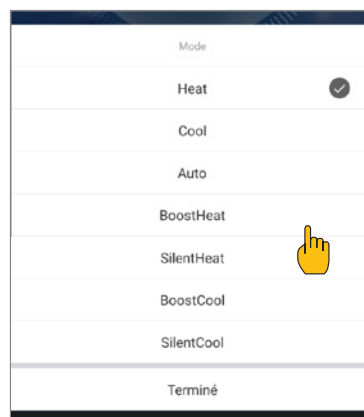 Mode
Heat
Cool
Auto
BoostHeat
SilentHeat
BoostCool
SilentCool
Terminé